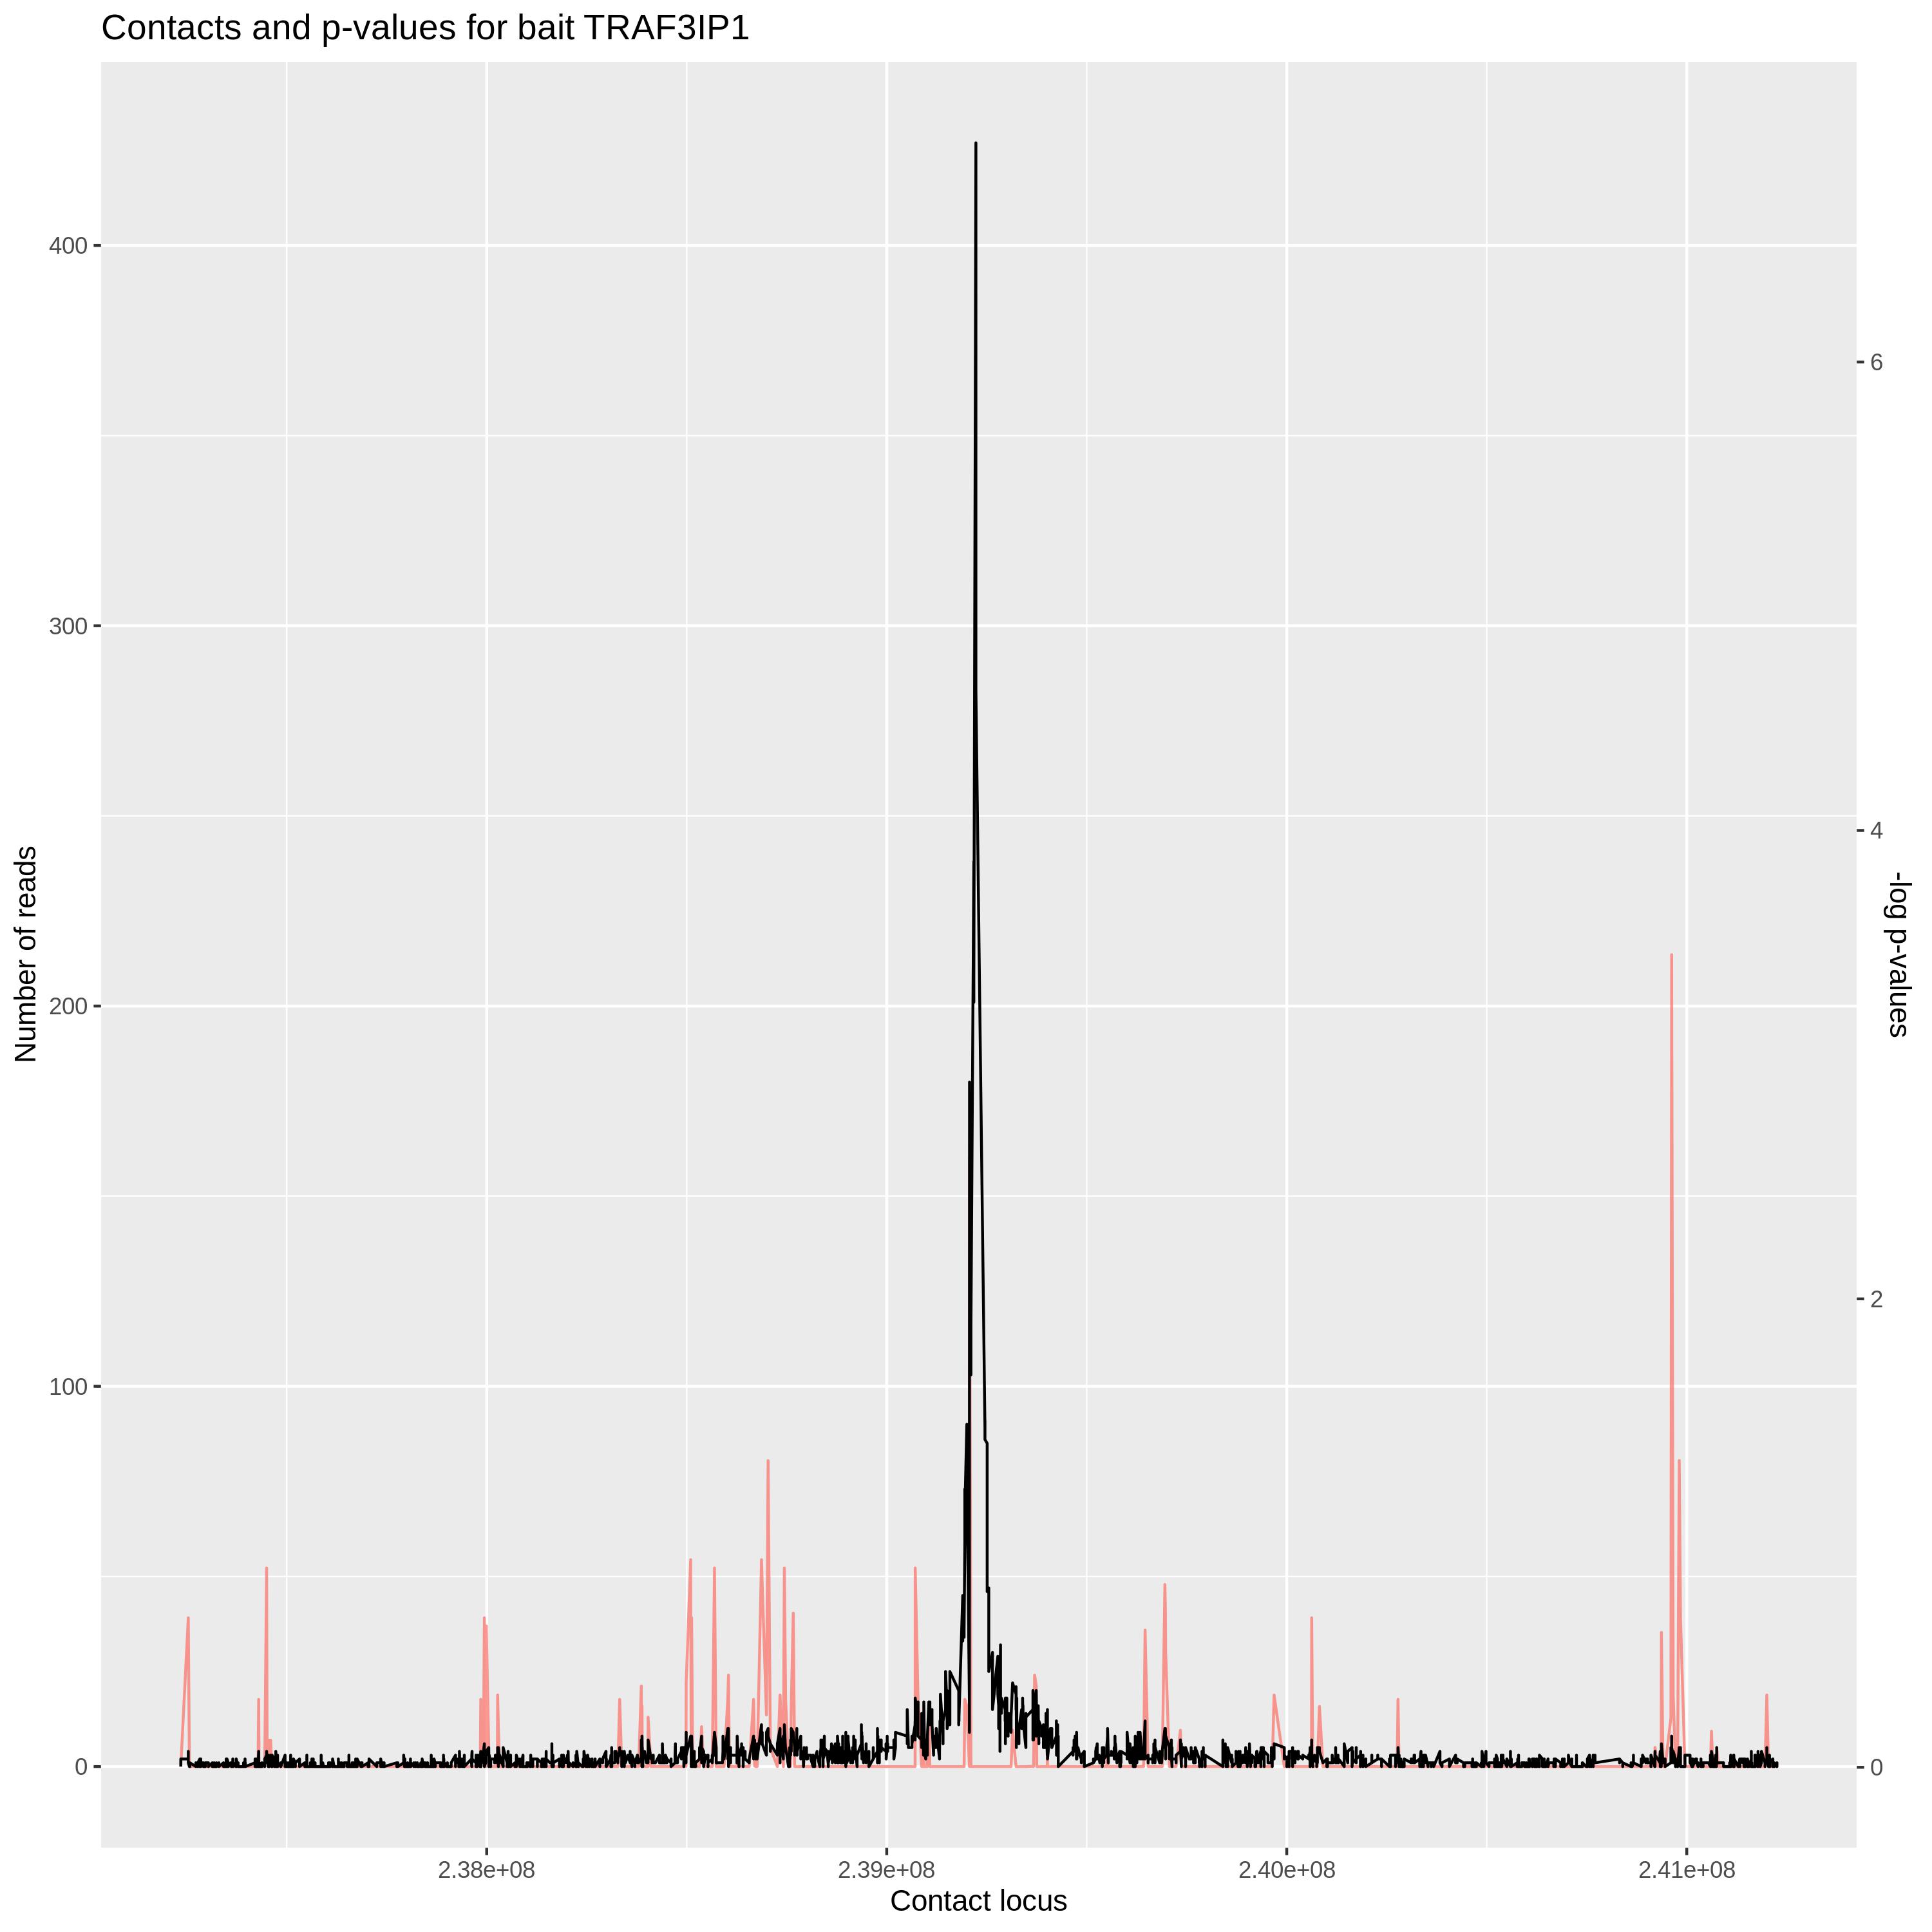 Contacts and p-values for bait TRAF3IP1
400
300
200
100
0
6
4
2
0
Number of reads
-log p-values
2.38e+08
2.39e+08
2.40e+08
2.41e+08
Contact locus